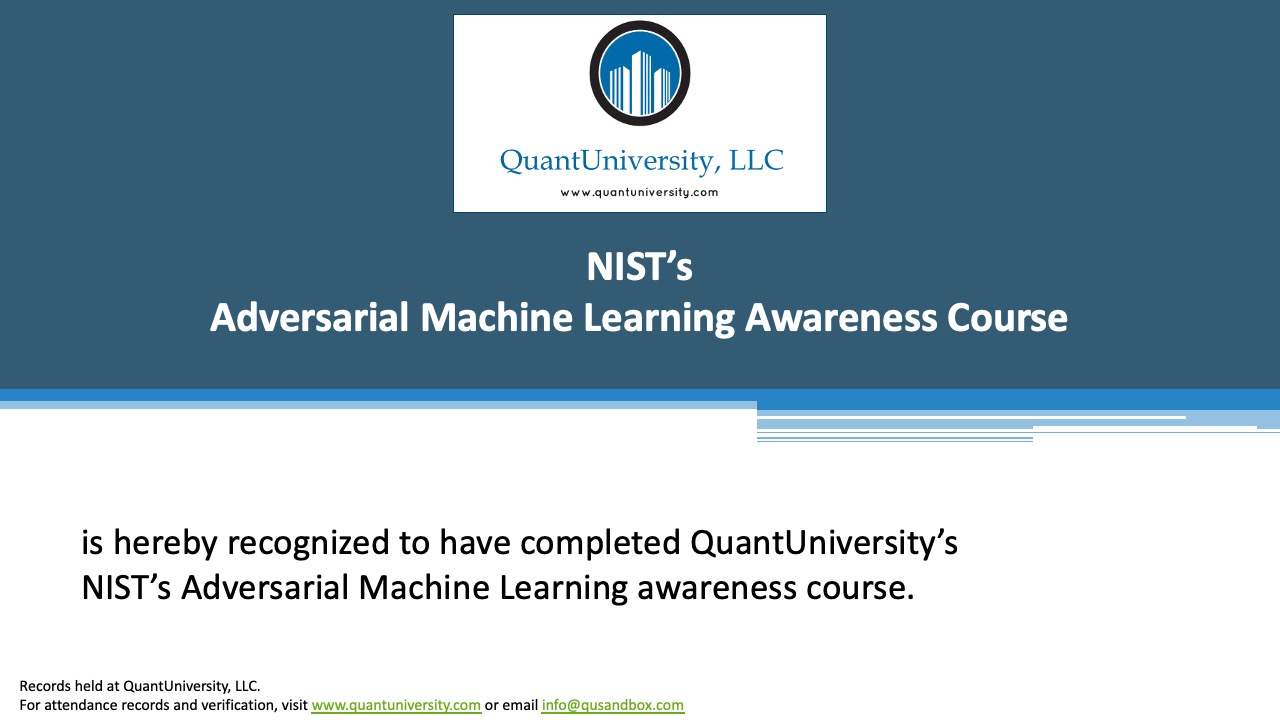 QuantUniversity, LLC
www.quantuniversity.com
NIST’s
Adversarial Machine Learning Awareness Course
is hereby recognized to have completed QuantUniversity’s
NIST’s Adversarial Machine Learning awareness course.
Records held at QuantUniversity, LLC.
For attendance records and verification, visit www.quantuniversity.com or email info@qusandbox.com